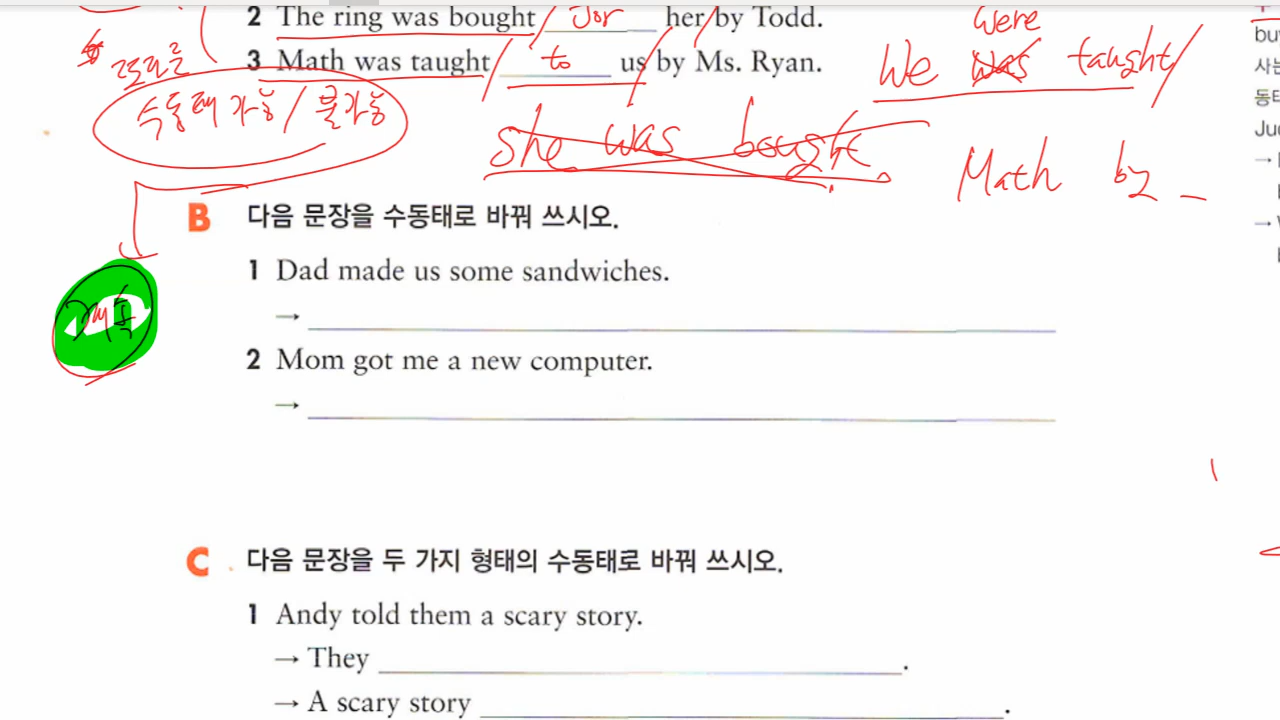 2 The ring was bought / for her / by Todd.
were
3 Math was taught / to us / by Ms. Ryan.
We was taught /
수동태 가능 / 불가능
she was bought.
Math by _
B 다음 문장을 수동태로 바꿔 쓰시오.
1 Dad made us some sandwiches.
→
2 Mom got me a new computer.
→
C 다음 문장을 두 가지 형태의 수동태로 바꿔 쓰시오.
1 Andy told them a scary story.
→ They .
→ A scary story .